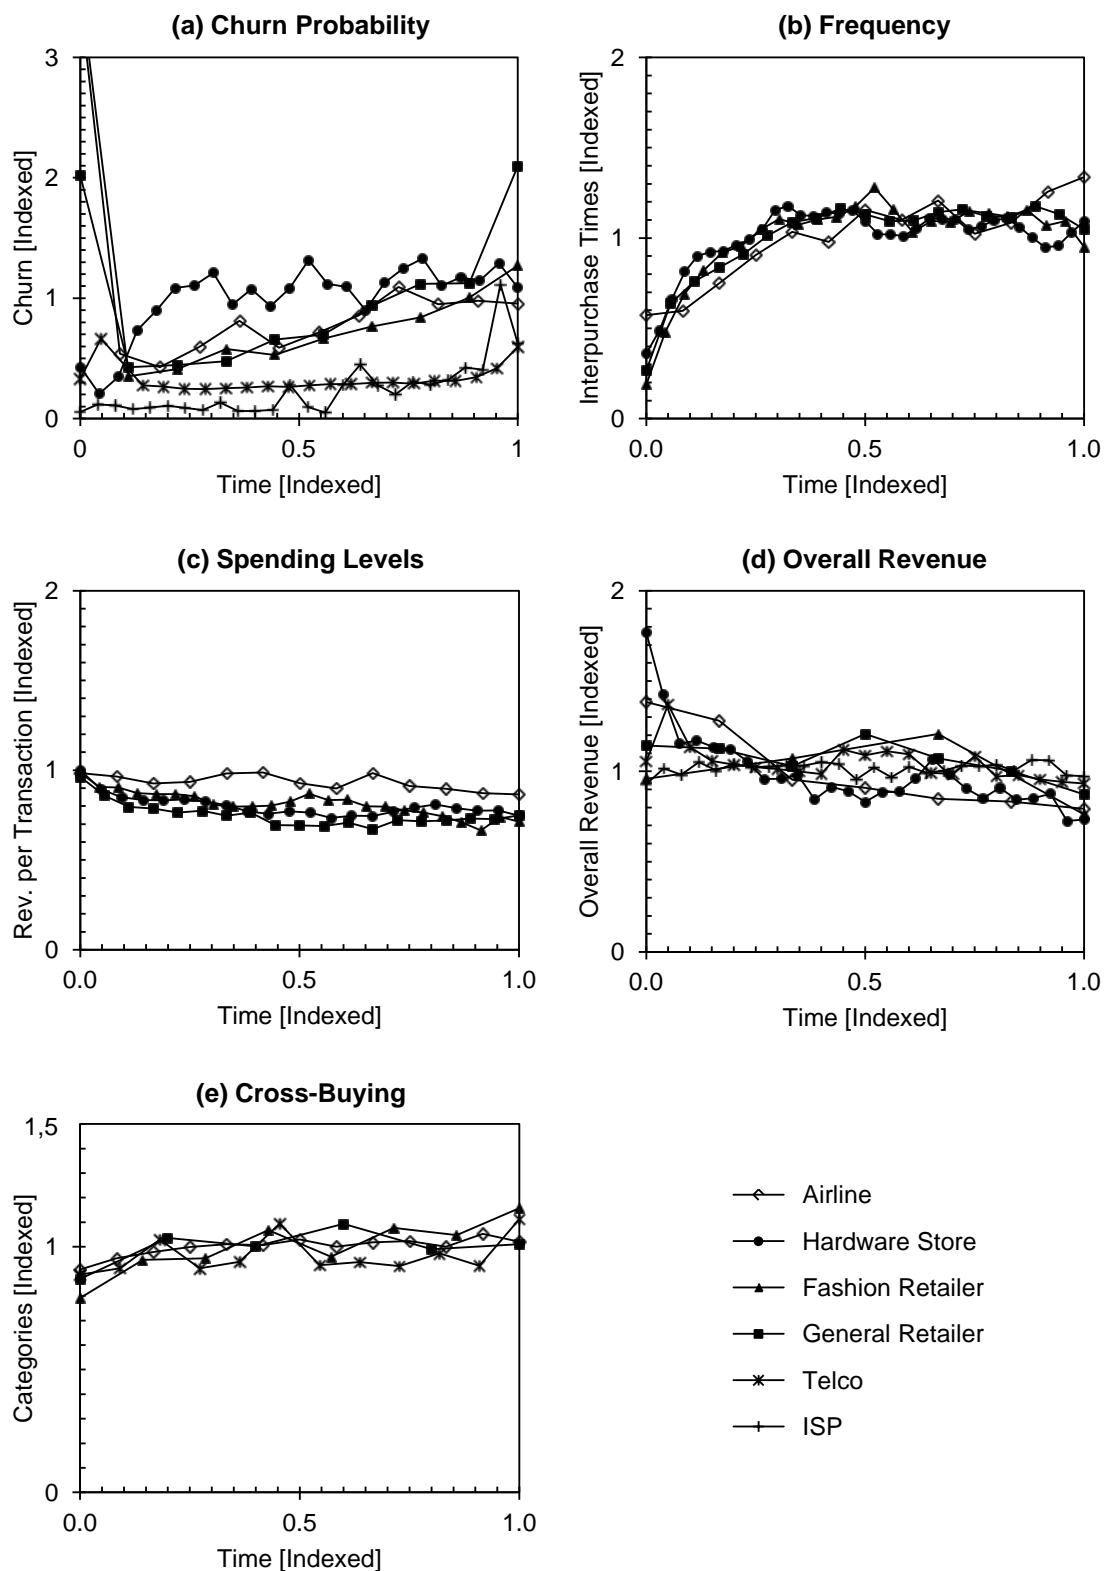 (a) Churn Probability
3
2
1
0
0
0.5
1
Churn [Indexed]
Time [Indexed]
(b) Frequency
2
1
0
0.0
0.5
1.0
Interpurchase Times [Indexed]
Time [Indexed]
(c) Spending Levels
2
1
0
0.0
0.5
1.0
Rev. per Transaction [Indexed]
Time [Indexed]
(d) Overall Revenue
2
1
0
0.0
0.5
1.0
Overall Revenue [Indexed]
Time [Indexed]
(e) Cross-Buying
1,5
1
0
0.0
0.5
1.0
Categories [Indexed]
Time [Indexed]
Airline
Hardware Store
Fashion Retailer
General Retailer
Telco
ISP